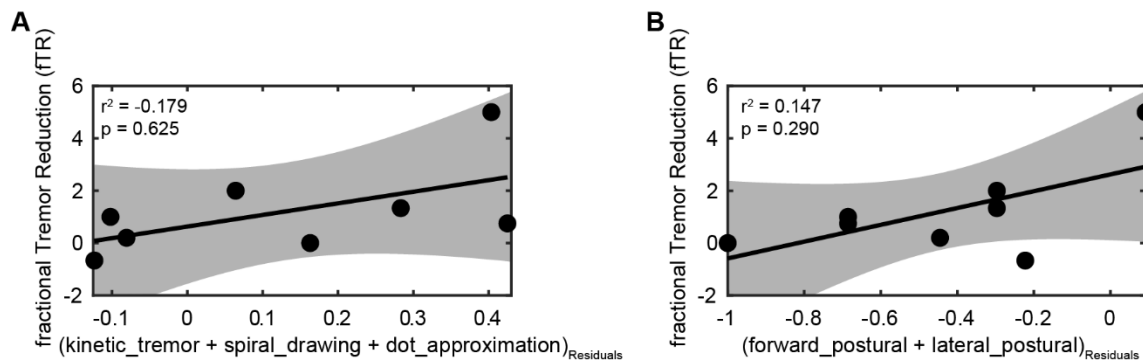 A
fractional Tremor Reduction (fTR)
6
4
2
0
-2
r² = -0.179
p = 0.625
-0.1 0 0.1 0.2 0.3 0.4
(kinetic_tremor + spiral_drawing + dot_approximation)Residuals
B
fractional Tremor Reduction (fTR)
6
4
2
0
-2
r² = 0.147
p = 0.290
-1 -0.8 -0.6 -0.4 -0.2 0
(forward_postural + lateral_postural)Residuals